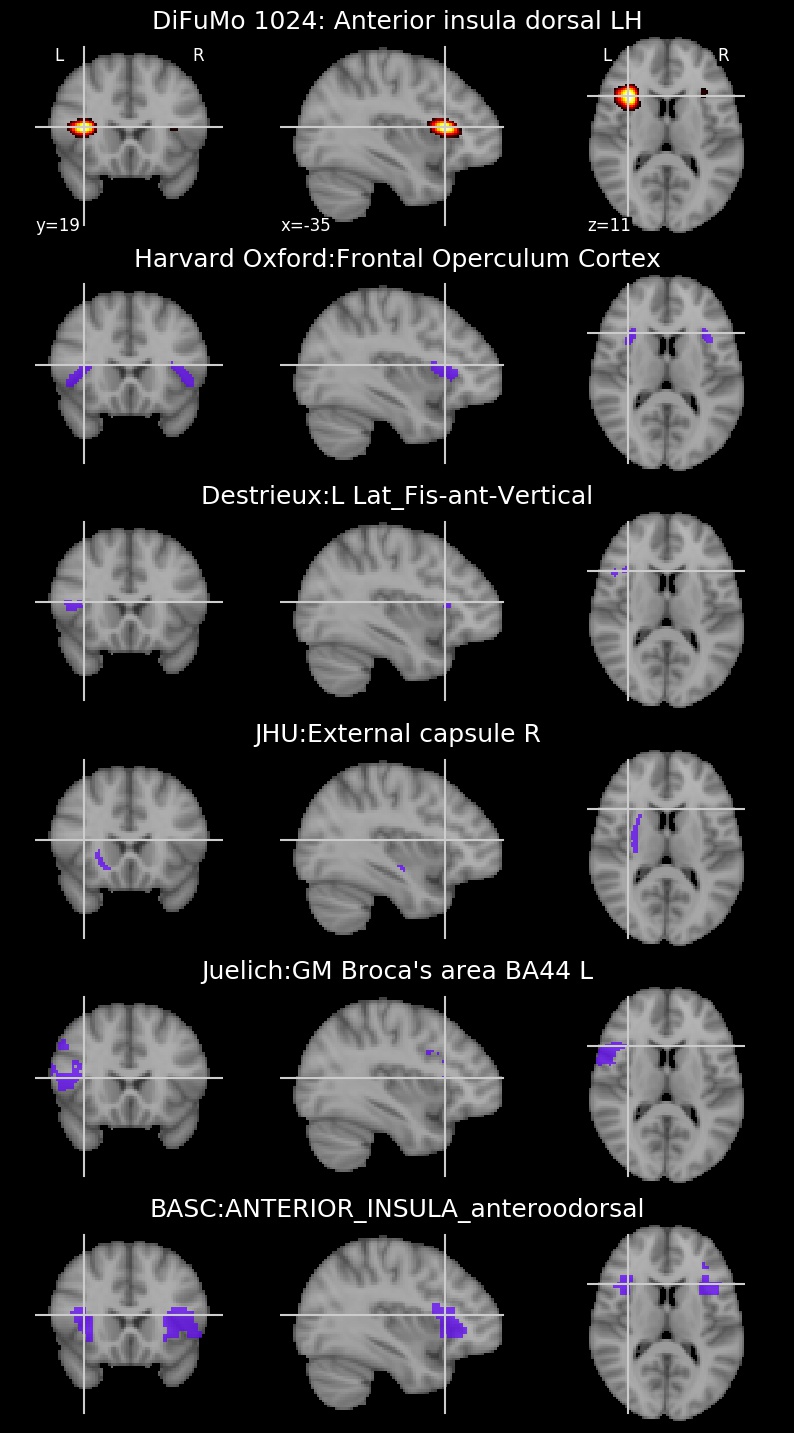 DiFuMo 1024: Anterior insula dorsal LH
L R L R
y=19 x=-35 z=11
Harvard Oxford:Frontal Operculum Cortex
Destrieux:L Lat_Fis-ant-Vertical
JHU:External capsule R
Juelich:GM Broca's area BA44 L
BASC:ANTERIOR_INSULA_anteroodorsal